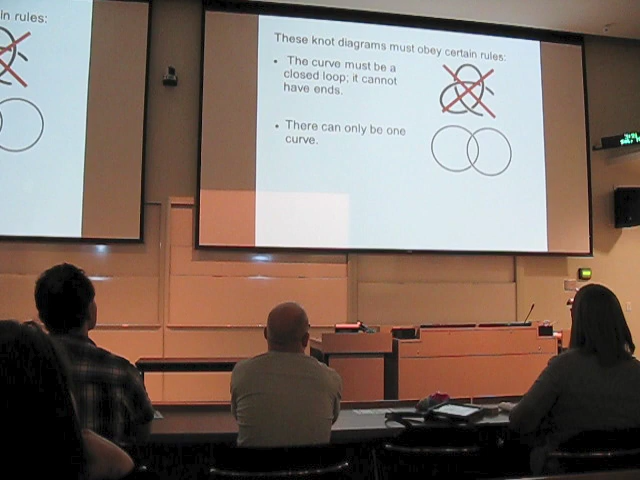 in rules:
These knot diagrams must obey certain rules:
• The curve must be a
closed loop; it cannot
have ends.
• There can only be one
curve.